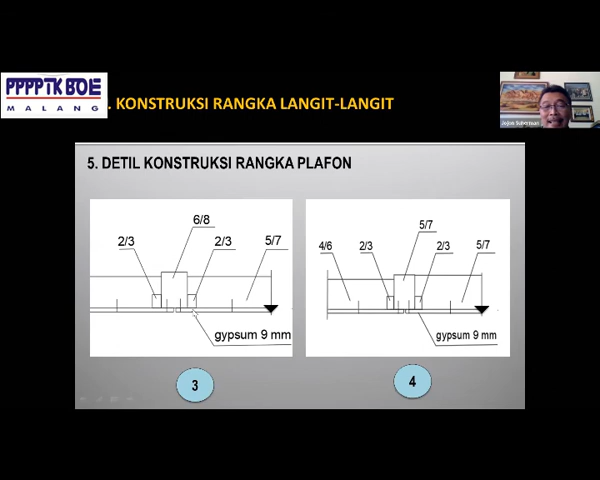 PPPPTK BOE
MALANG
. KONSTRUKSI RANGKA LANGIT-LANGIT
Jojon Suherman
5. DETIL KONSTRUKSI RANGKA PLAFON
6/8
2/3
2/3
5/7
gypsum 9 mm
3
5/7
4/6
2/3
2/3
5/7
gypsum 9 mm
4